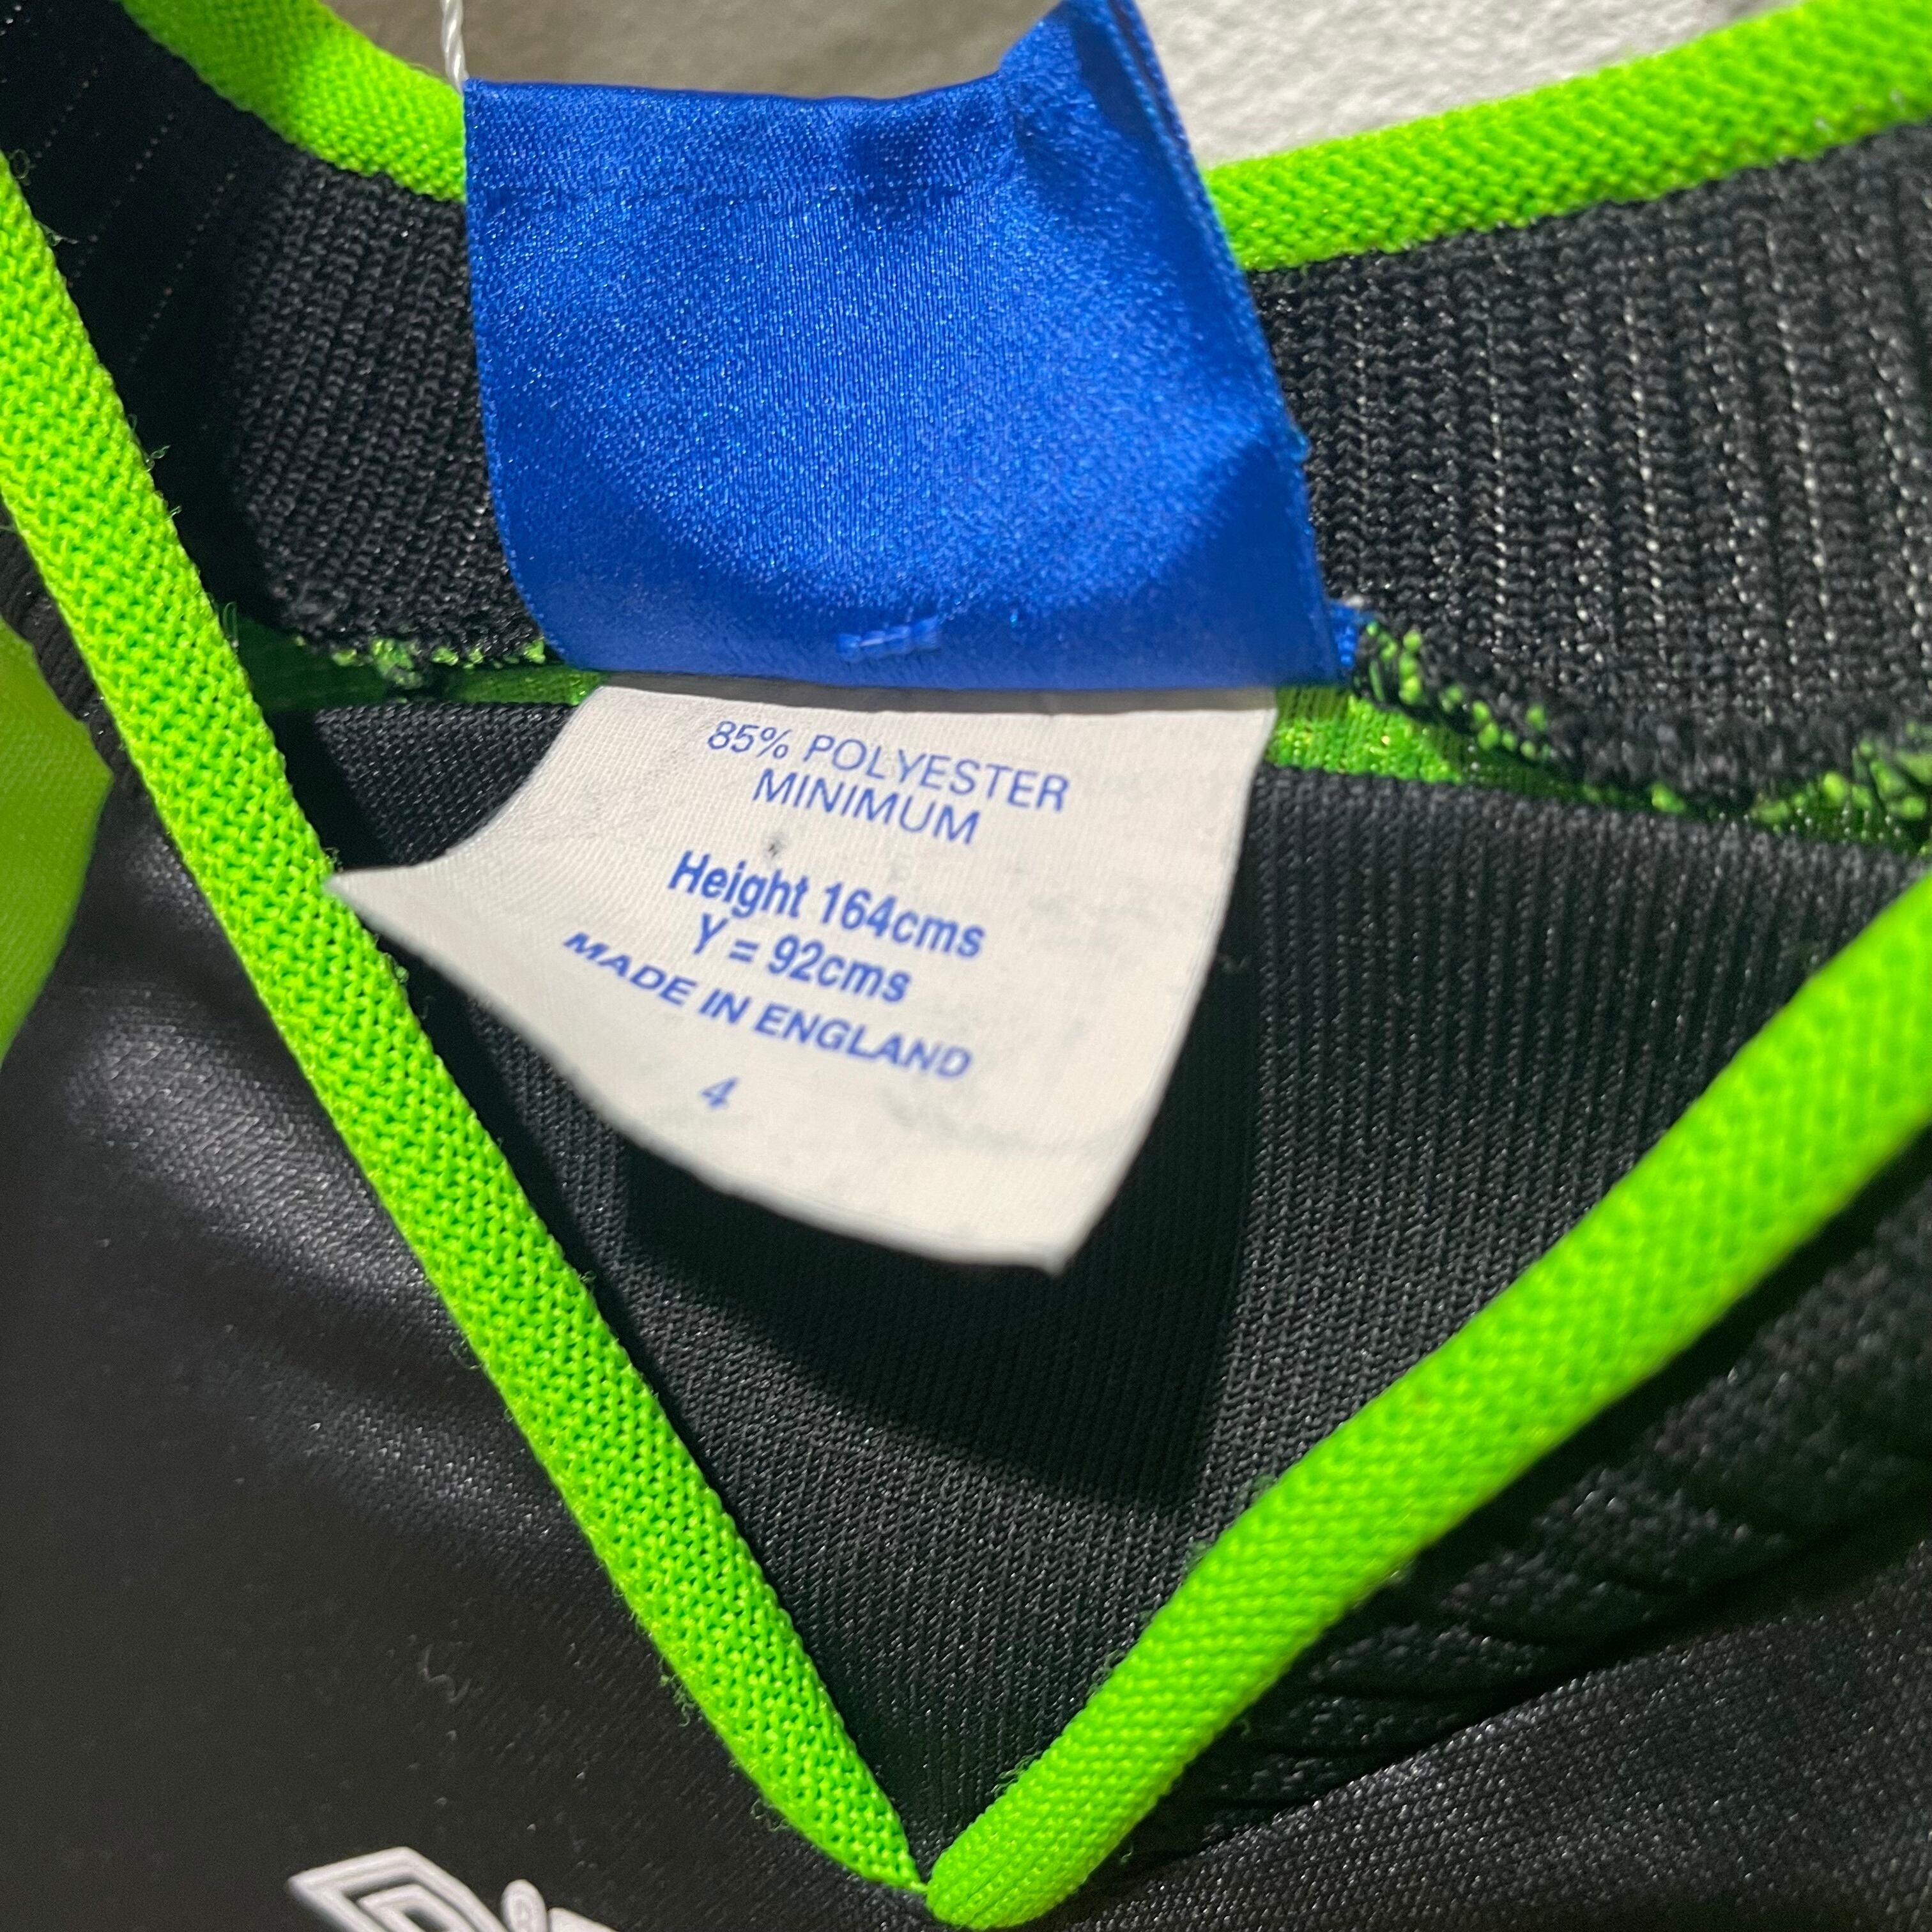 85% POLYESTER
MINIMUM
Height 164cms
Y = 92cms
MADE IN ENGLAND
4